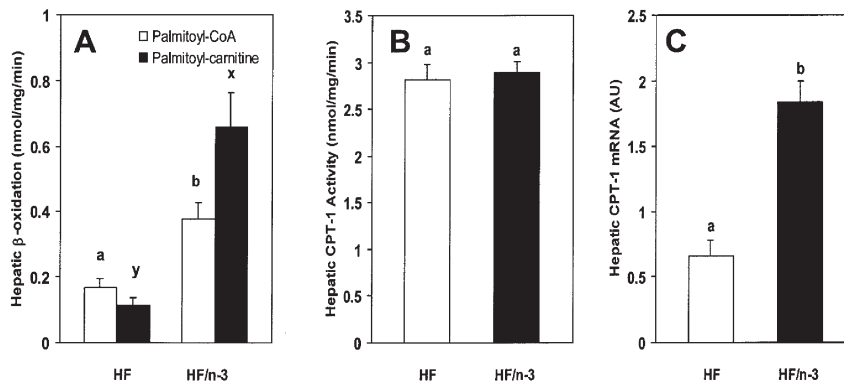 A
Palmitoyl-CoA
Palmitoyl-carnitine
Hepatic β-oxidation (nmol/mg/min)
1
0.8
0.6
0.4
0.2
0
a
y
b
x
HF
HF/n-3
B
Hepatic CPT-1 Activity (nmol/mg/min)
3.5
3
2.5
2
1.5
1
0.5
0
a
a
HF
HF/n-3
C
Hepatic CPT-1 mRNA (AU)
2.5
2
1.5
1
0.5
0
a
b
HF
HF/n-3